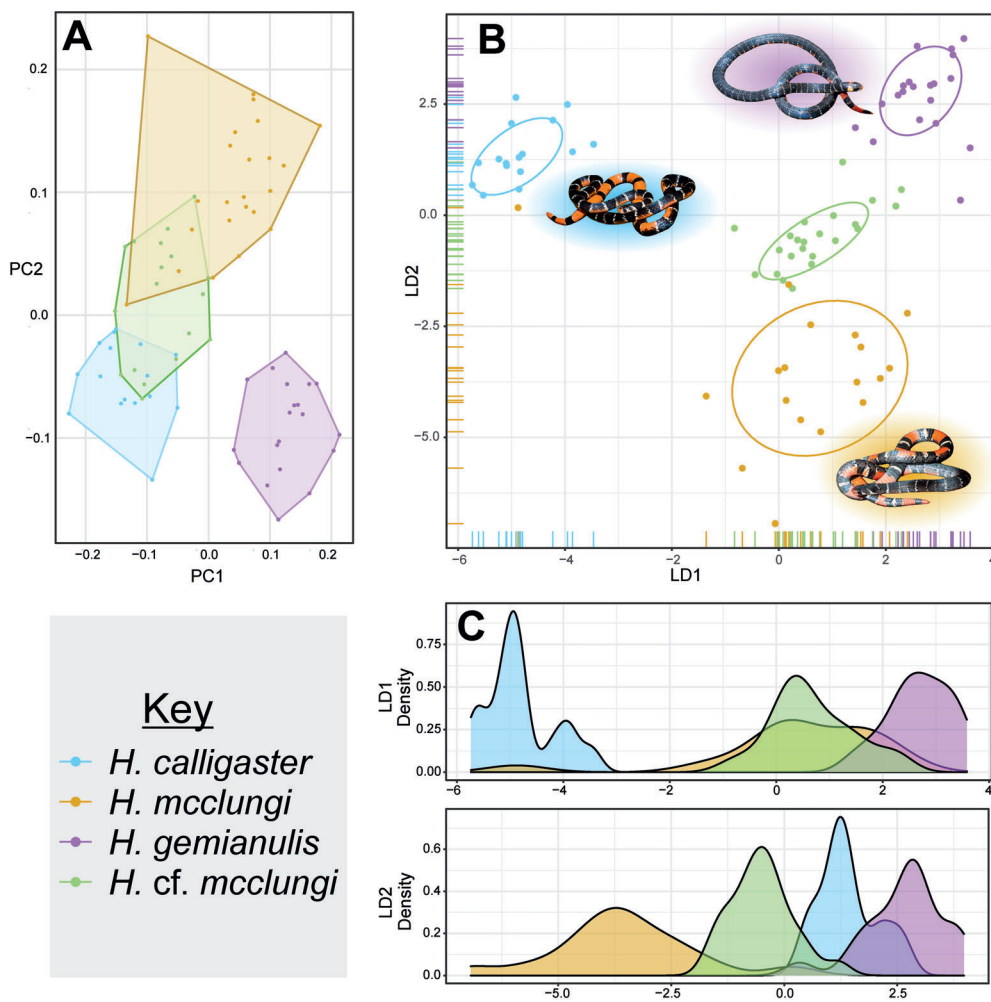 A
0.2
0.1
PC2
0.0
−0.1
−0.2
−0.1
0.0
0.1
0.2
PC1
B
2.5
0.0
LD2
−2.5
−5.0
−6
−4
−2
0
2
4
LD1
Key
H. calligaster
H. mcclungi
H. gemianulis
H. cf. mcclungi
C
0.75
0.50
0.25
0.00
LD1
Density
−6
−4
−2
0
2
4
0.6
0.4
0.2
0.0
LD2
Density
−5.0
−2.5
0.0
2.5